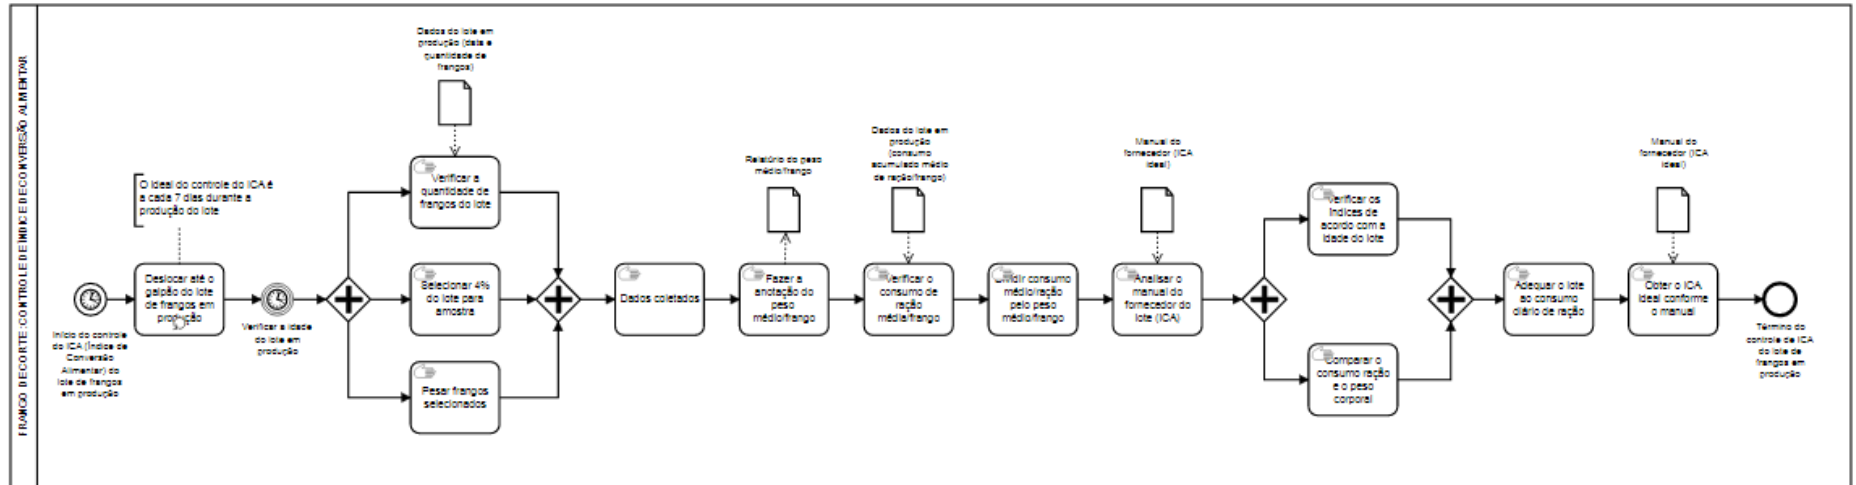 FRANGO DE CORTE: CONTROLE DE ÍNDICE DE CONVERSÃO ALIMENTAR
Início do controle
do ICA (Índice de
Conversão
Alimentar) do
lote de frangos
em produção
O ideal do controle do ICA é
a cada 7 dias durante a
produção do lote
Deslocar até o
galpão do lote
de frangos em
produção
Verificar a idade
do lote em
produção
Dados do lote em
produção (data e
quantidade de
frangos)
Verificar a
quantidade de
frangos do lote
Selecionar 4%
do lote para
amostra
Pesar frangos
selecionados
Dados coletados
Relatório do peso
médio/frango
Fazer a
anotação do
peso
médio/frango
Dados do lote em
produção
(consumo
acumulado médio
de ração/frango)
Verificar o
consumo de
ração
média/frango
Dividir consumo
médio/ração
pelo peso
médio/frango
Manual do
fornecedor (ICA
ideal)
Analisar o
manual do
fornecedor do
lote (ICA)
Verificar os
índices de
acordo com a
idade do lote
Comparar o
consumo ração
e o peso
corporal
Adequar o lote
ao consumo
diário de ração
Manual do
fornecedor (ICA
ideal)
Obter o ICA
ideal conforme
o manual
Término do
controle de ICA
do lote de
frangos em
produção